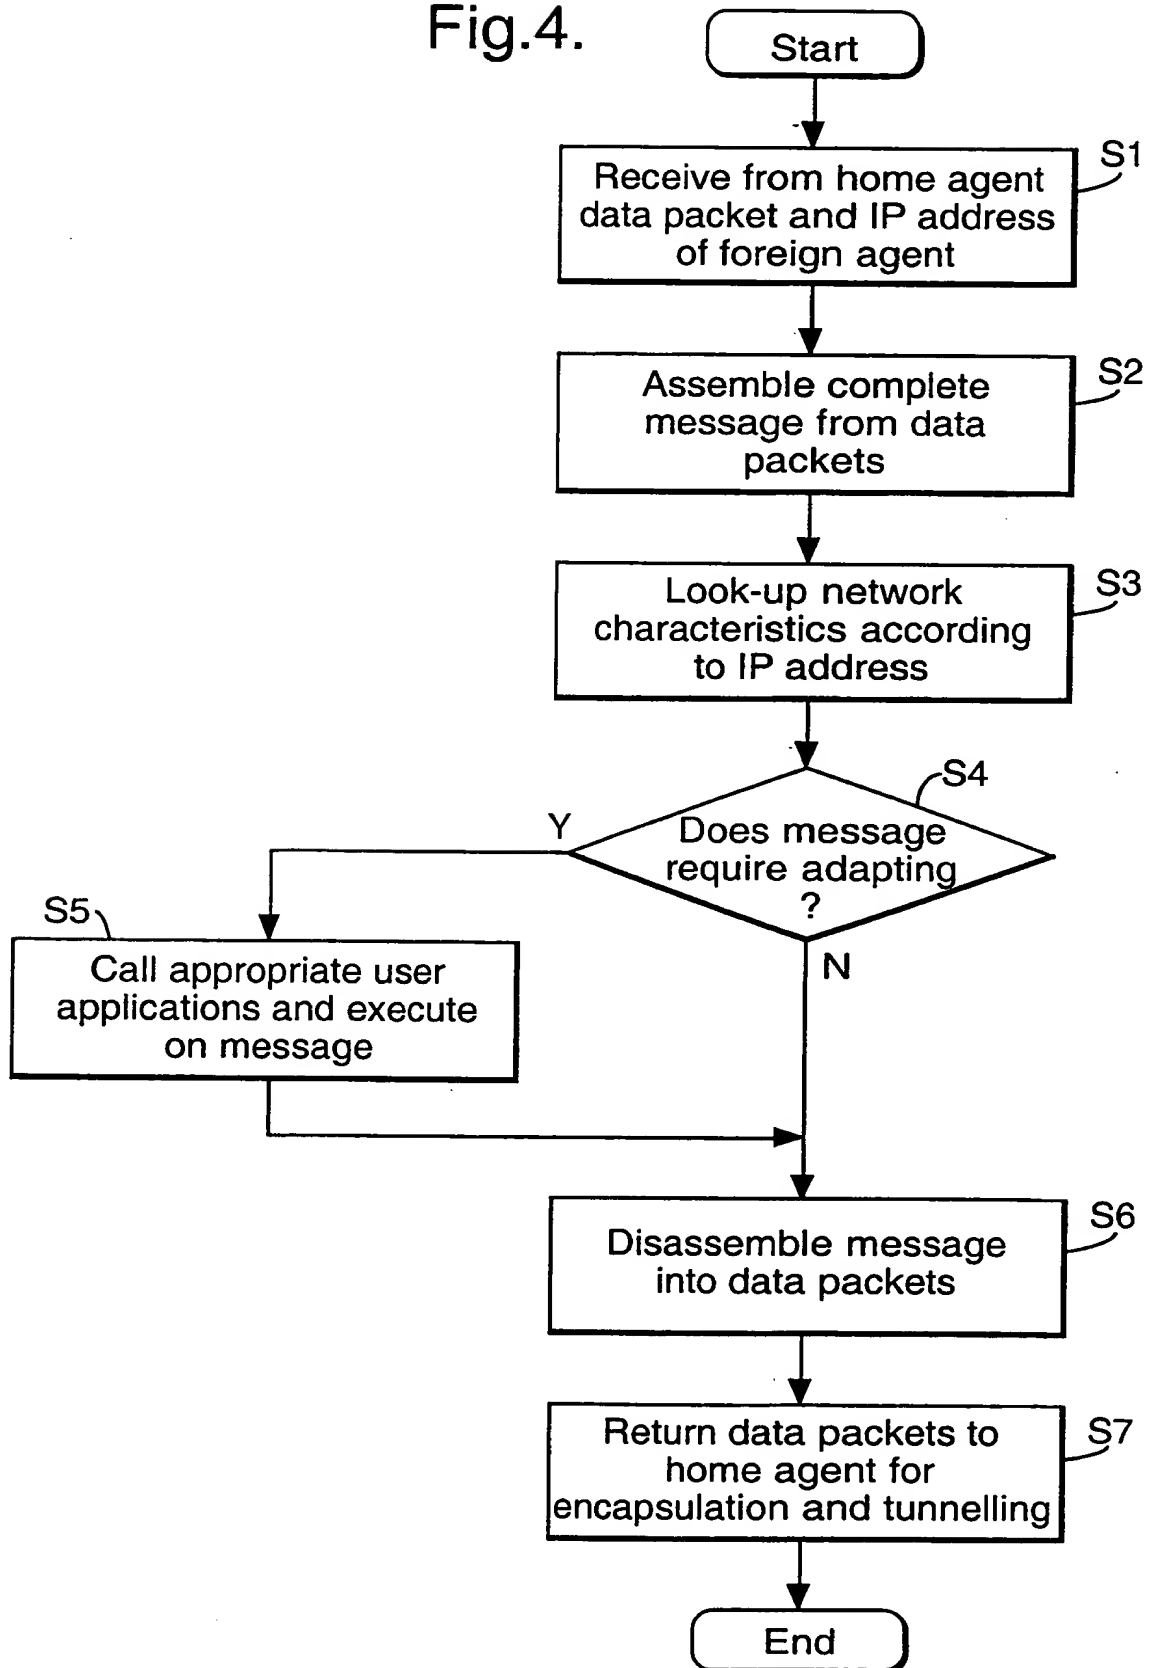 Fig.4.
Start
S1
Receive from home agent
data packet and IP address
of foreign agent
S2
Assemble complete
message from data
packets
S3
Look-up network
characteristics according
to IP address
S4
Does message
require adapting
?
Y
N
S5
Call appropriate user
applications and execute
on message
S6
Disassemble message
into data packets
S7
Return data packets to
home agent for
encapsulation and tunnelling
End